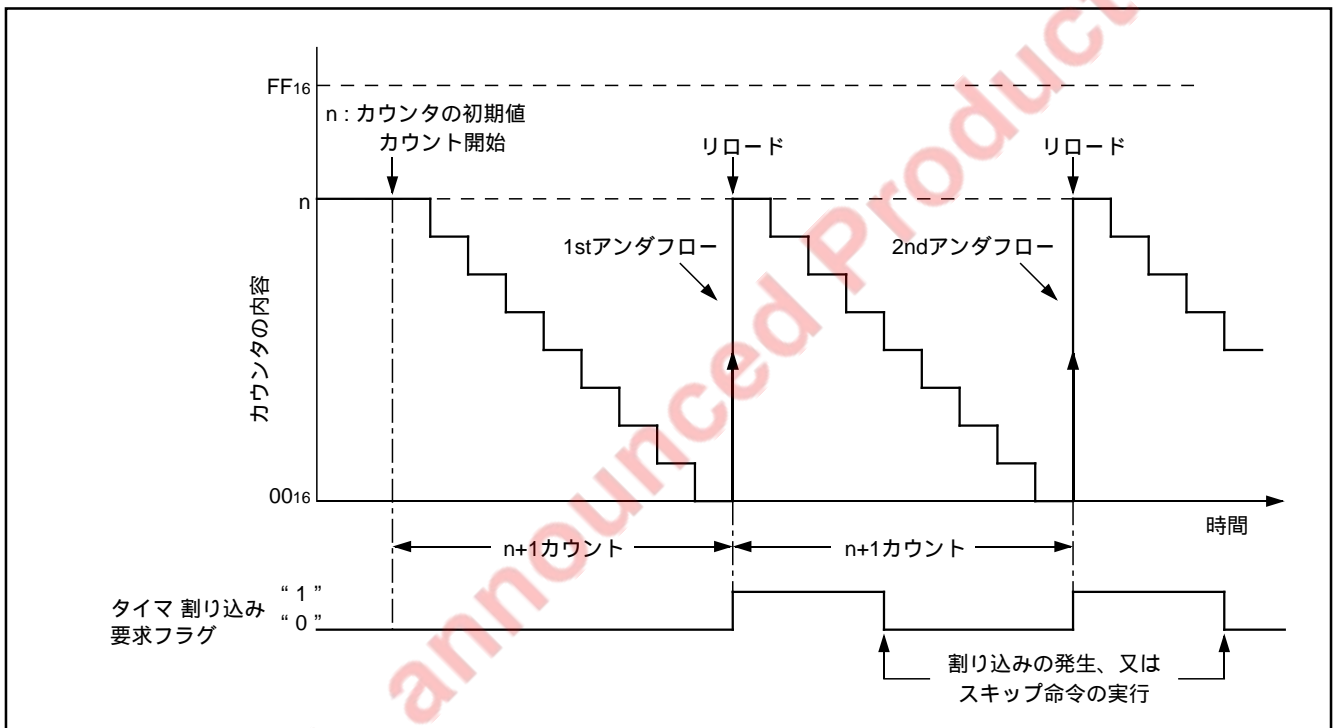 FF16
n : カウンタの初期値
カウント開始
リロード
リロード
n
1stアンダフロー
2ndアンダフロー
カウンタの内容
0016
時間
n+1カウント
n+1カウント
タイマ 割り込み
要求フラグ
“ 1 ”
“ 0 ”
割り込みの発生、又は
スキップ命令の実行
announced Product